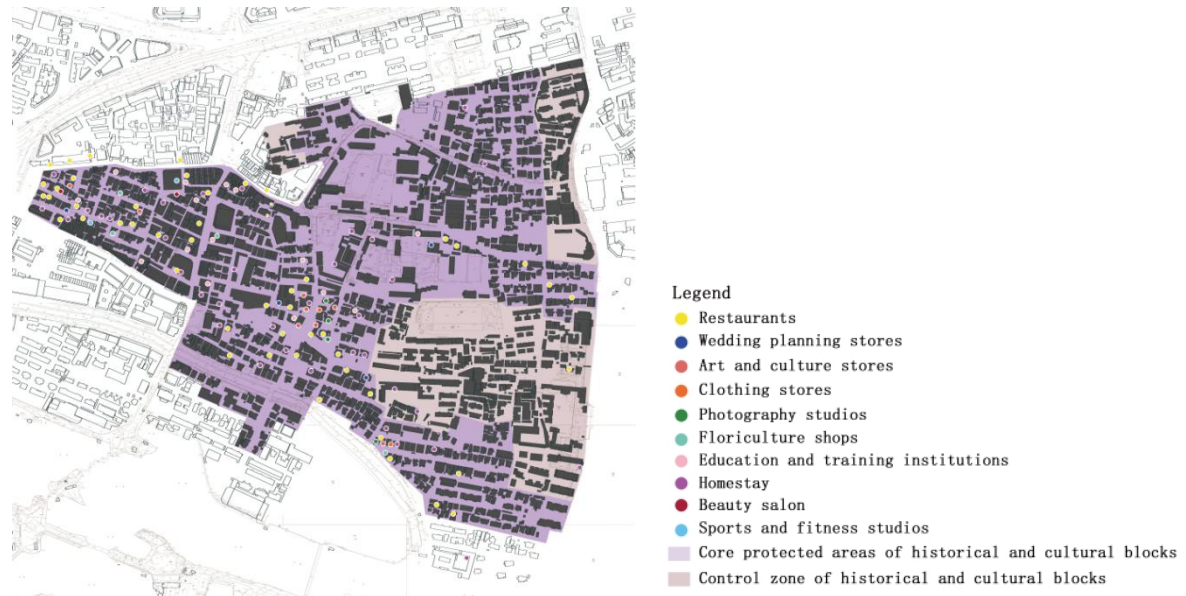 Legend
Restaurants
Wedding planning stores
Art and culture stores
Clothing stores
Photography studios
Floriculture shops
Education and training institutions
Homestay
Beauty salon
Sports and fitness studios
Core protected areas of historical and cultural blocks
Control zone of historical and cultural blocks